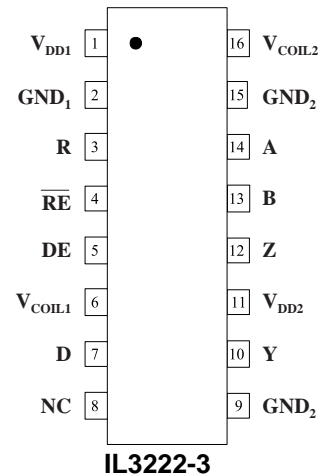 V_DD1 1 16 V_COIL2
GND_1 2 15 GND_2
R 3 14 A
R̅E̅ 4 13 B
DE 5 12 Z
V_COIL1 6 11 V_DD2
D 7 10 Y
NC 8 9 GND_2
IL3222-3